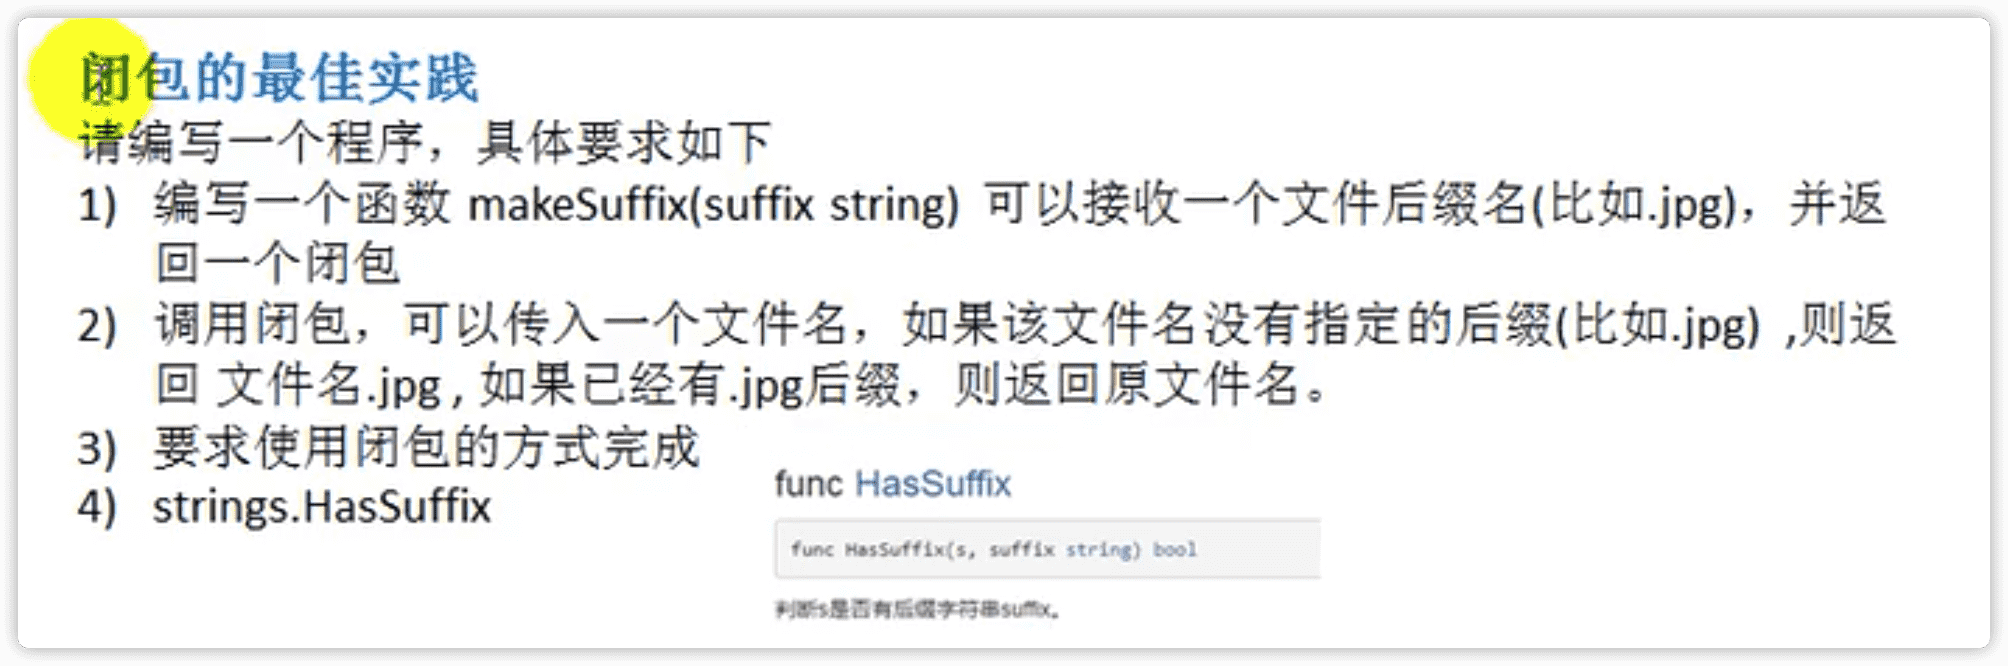 闭包的最佳实践
请编写一个程序，具体要求如下
1) 编写一个函数 makeSuffix(suffix string) 可以接收一个文件后缀名(比如.jpg)，并返
回一个闭包
2) 调用闭包，可以传入一个文件名，如果该文件名没有指定的后缀(比如.jpg) ,则返
回 文件名.jpg , 如果已经有.jpg后缀，则返回原文件名。
3) 要求使用闭包的方式完成
4) strings.HasSuffix
func HasSuffix
func HasSuffix(s, suffix string) bool
判断s是否有后缀字符串suffix。